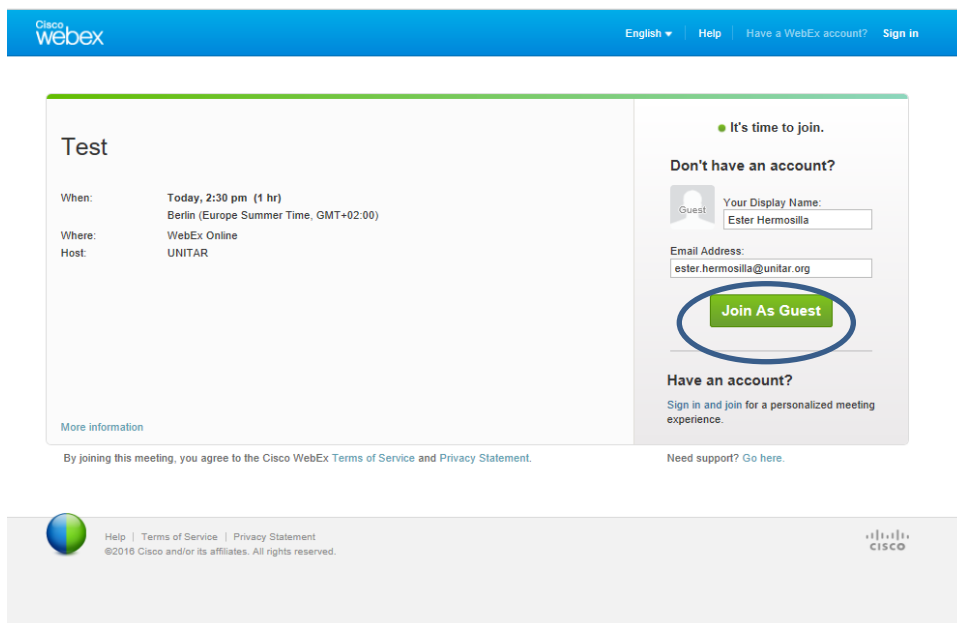 Cisco
webex
English Help Have a WebEx account? Sign in
Test
When: Today, 2:30 pm (1 hr)
Berlin (Europe Summer Time, GMT+02:00)
Where: WebEx Online
Host: UNITAR
More information
It's time to join.
Don't have an account?
Guest
Your Display Name:
Ester Hermosilla
Email Address:
ester.hermosilla@unitar.org
Join As Guest
Have an account?
Sign in and join for a personalized meeting
experience.
By joining this meeting, you agree to the Cisco WebEx Terms of Service and Privacy Statement.
Need support? Go here.
Help | Terms of Service | Privacy Statement
©2016 Cisco and/or its affiliates. All rights reserved.
CISCO